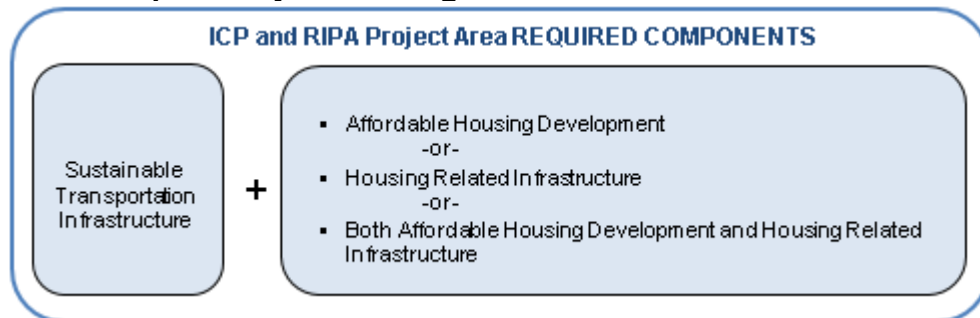 ICP and RIPA Project Area REQUIRED COMPONENTS
Sustainable
Transportation
Infrastructure
+
▪ Affordable Housing Development
-or-
▪ Housing Related Infrastructure
-or-
▪ Both Affordable Housing Development and Housing Related
Infrastructure